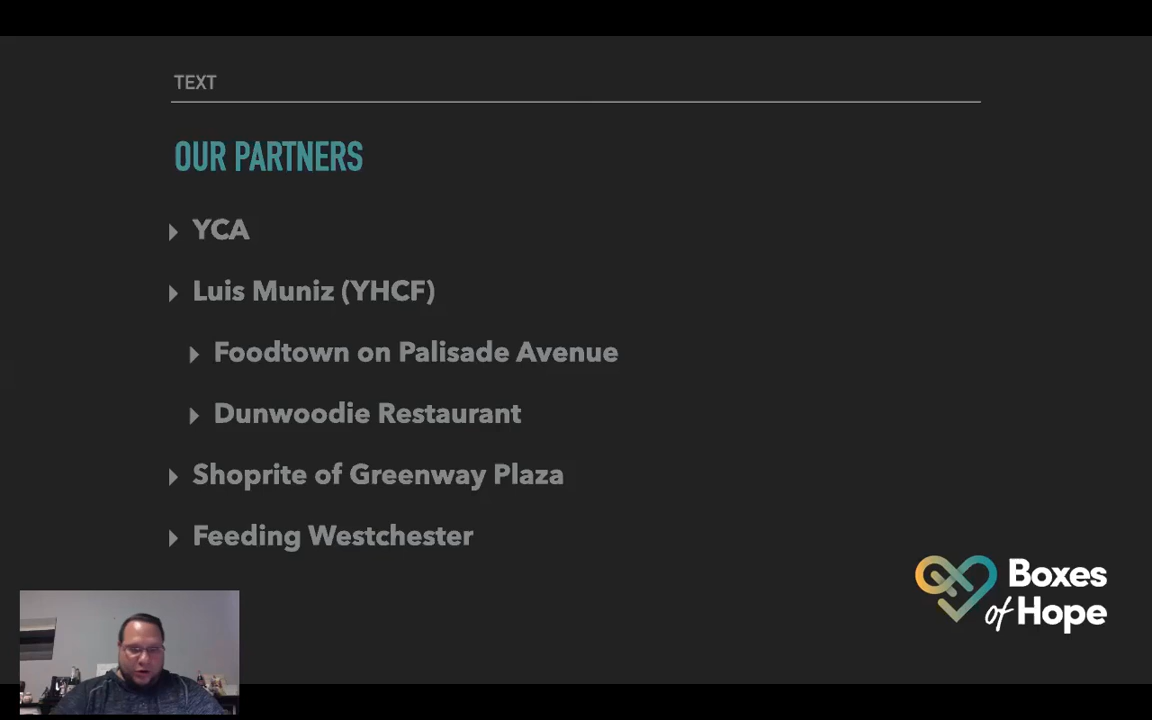 TEXT
OUR PARTNERS
YCA
Luis Muniz (YHCF)
Foodtown on Palisade Avenue
Dunwoodie Restaurant
Shoprite of Greenway Plaza
Feeding Westchester
Boxes
of Hope